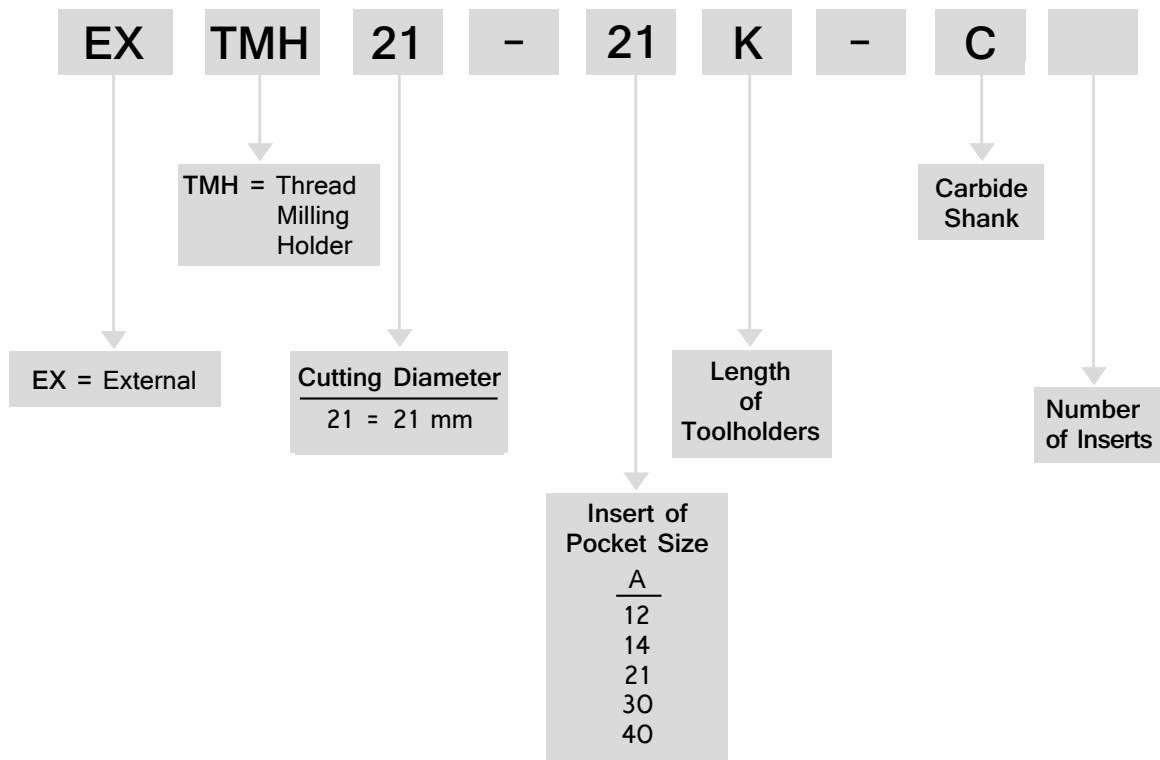 EX TMH 21 - 21 K - C
TMH = Thread
Milling
Holder
Carbide
Shank
EX = External
Cutting Diameter
21 = 21 mm
Length
of
Toolholders
Number
of Inserts
Insert of
Pocket Size
A
12
14
21
30
40